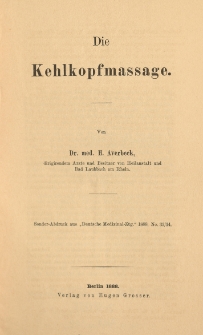 Die
Kehlkopfmassage.
Von
Dr. med. H. Averbeck,
dirigirendem Arzte und Besitzer von Heilanstalt und
Bad Laubbach am Rhein.
Sonder-Abdruck aus „Deutsche Medizinal-Ztg.“ 1888. No. 33/34.
Berlin 1888.
Verlag von Eugen Grosser.